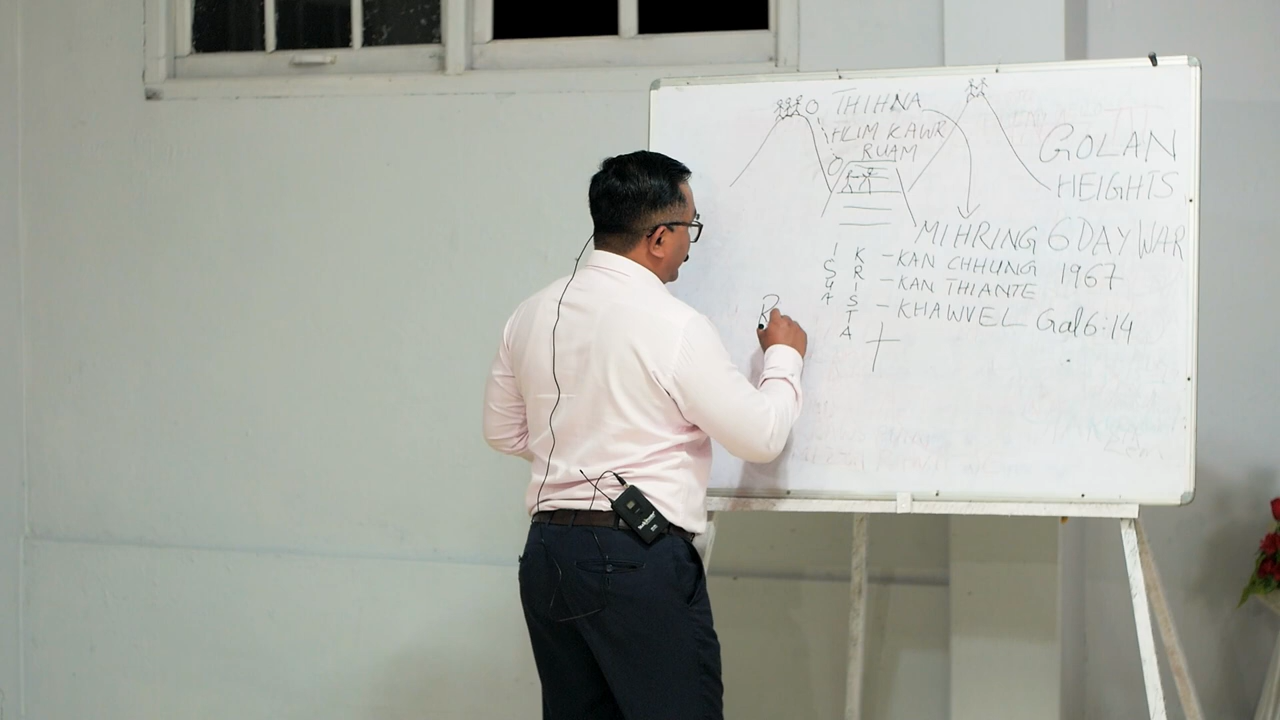 THIHNA
HLIM KAWR
RUAM
GOLAN
HEIGHTS
MIHRING 6 DAY WAR
1967
ISUA
KRISTA
- KAN CHHUNG
- KAN THIANTE
- KHAWVEL Gal 6:14
R